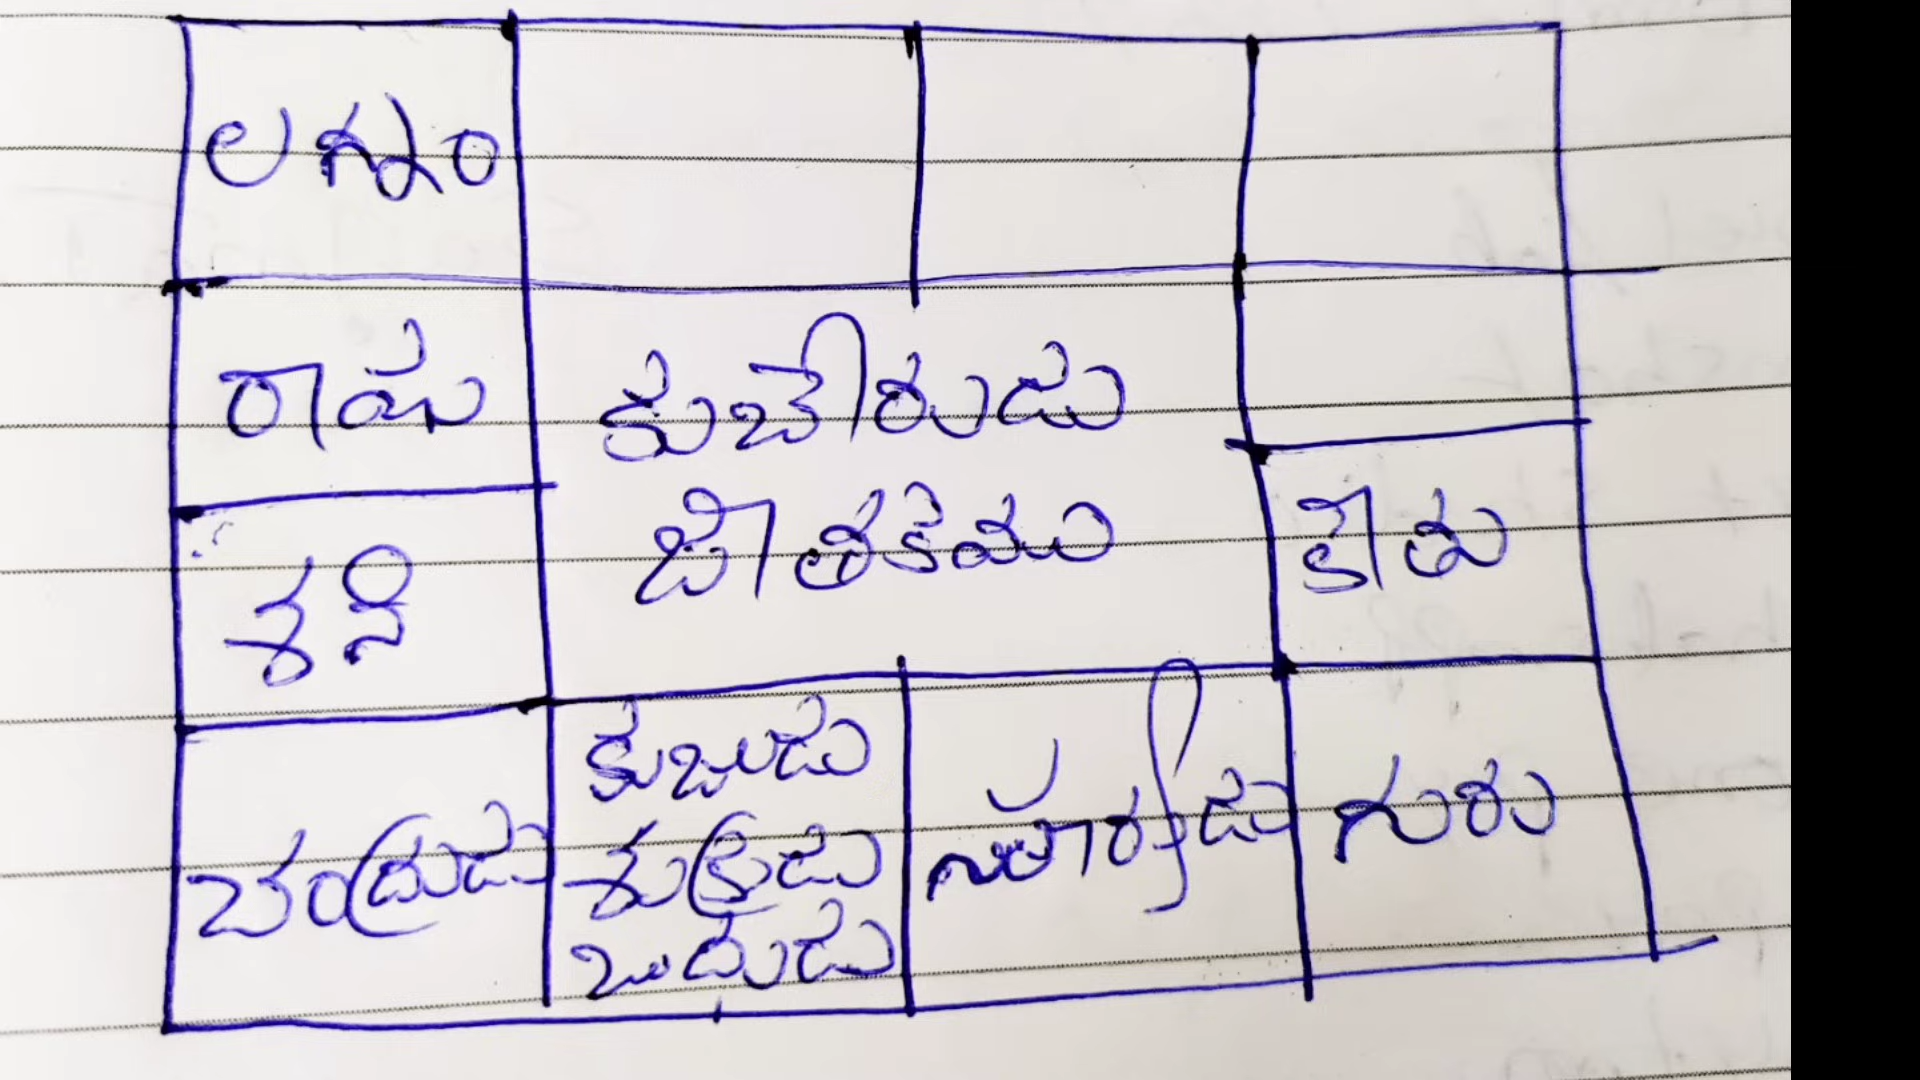 లగ్నం
రాహు
కుబేరుడు
జాతకము
శని
కేతు
చంద్రుడు
కుజుడు
శుక్రుడు
బుదుడు
సూర్యుడు
గురు